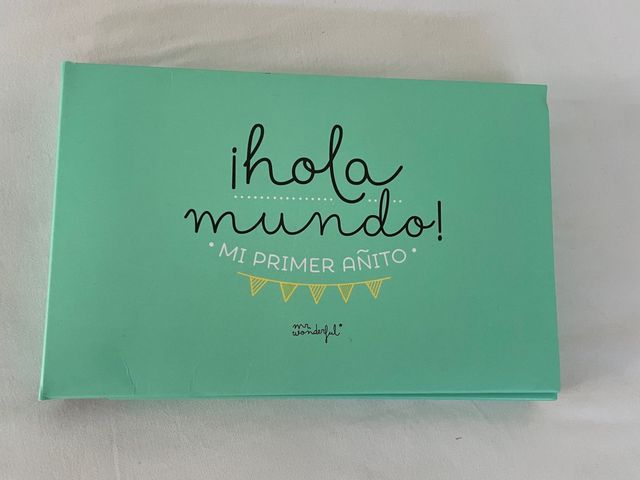 ¡hola
mundo!
• MI PRIMER AÑITO •
mr
wonderful*